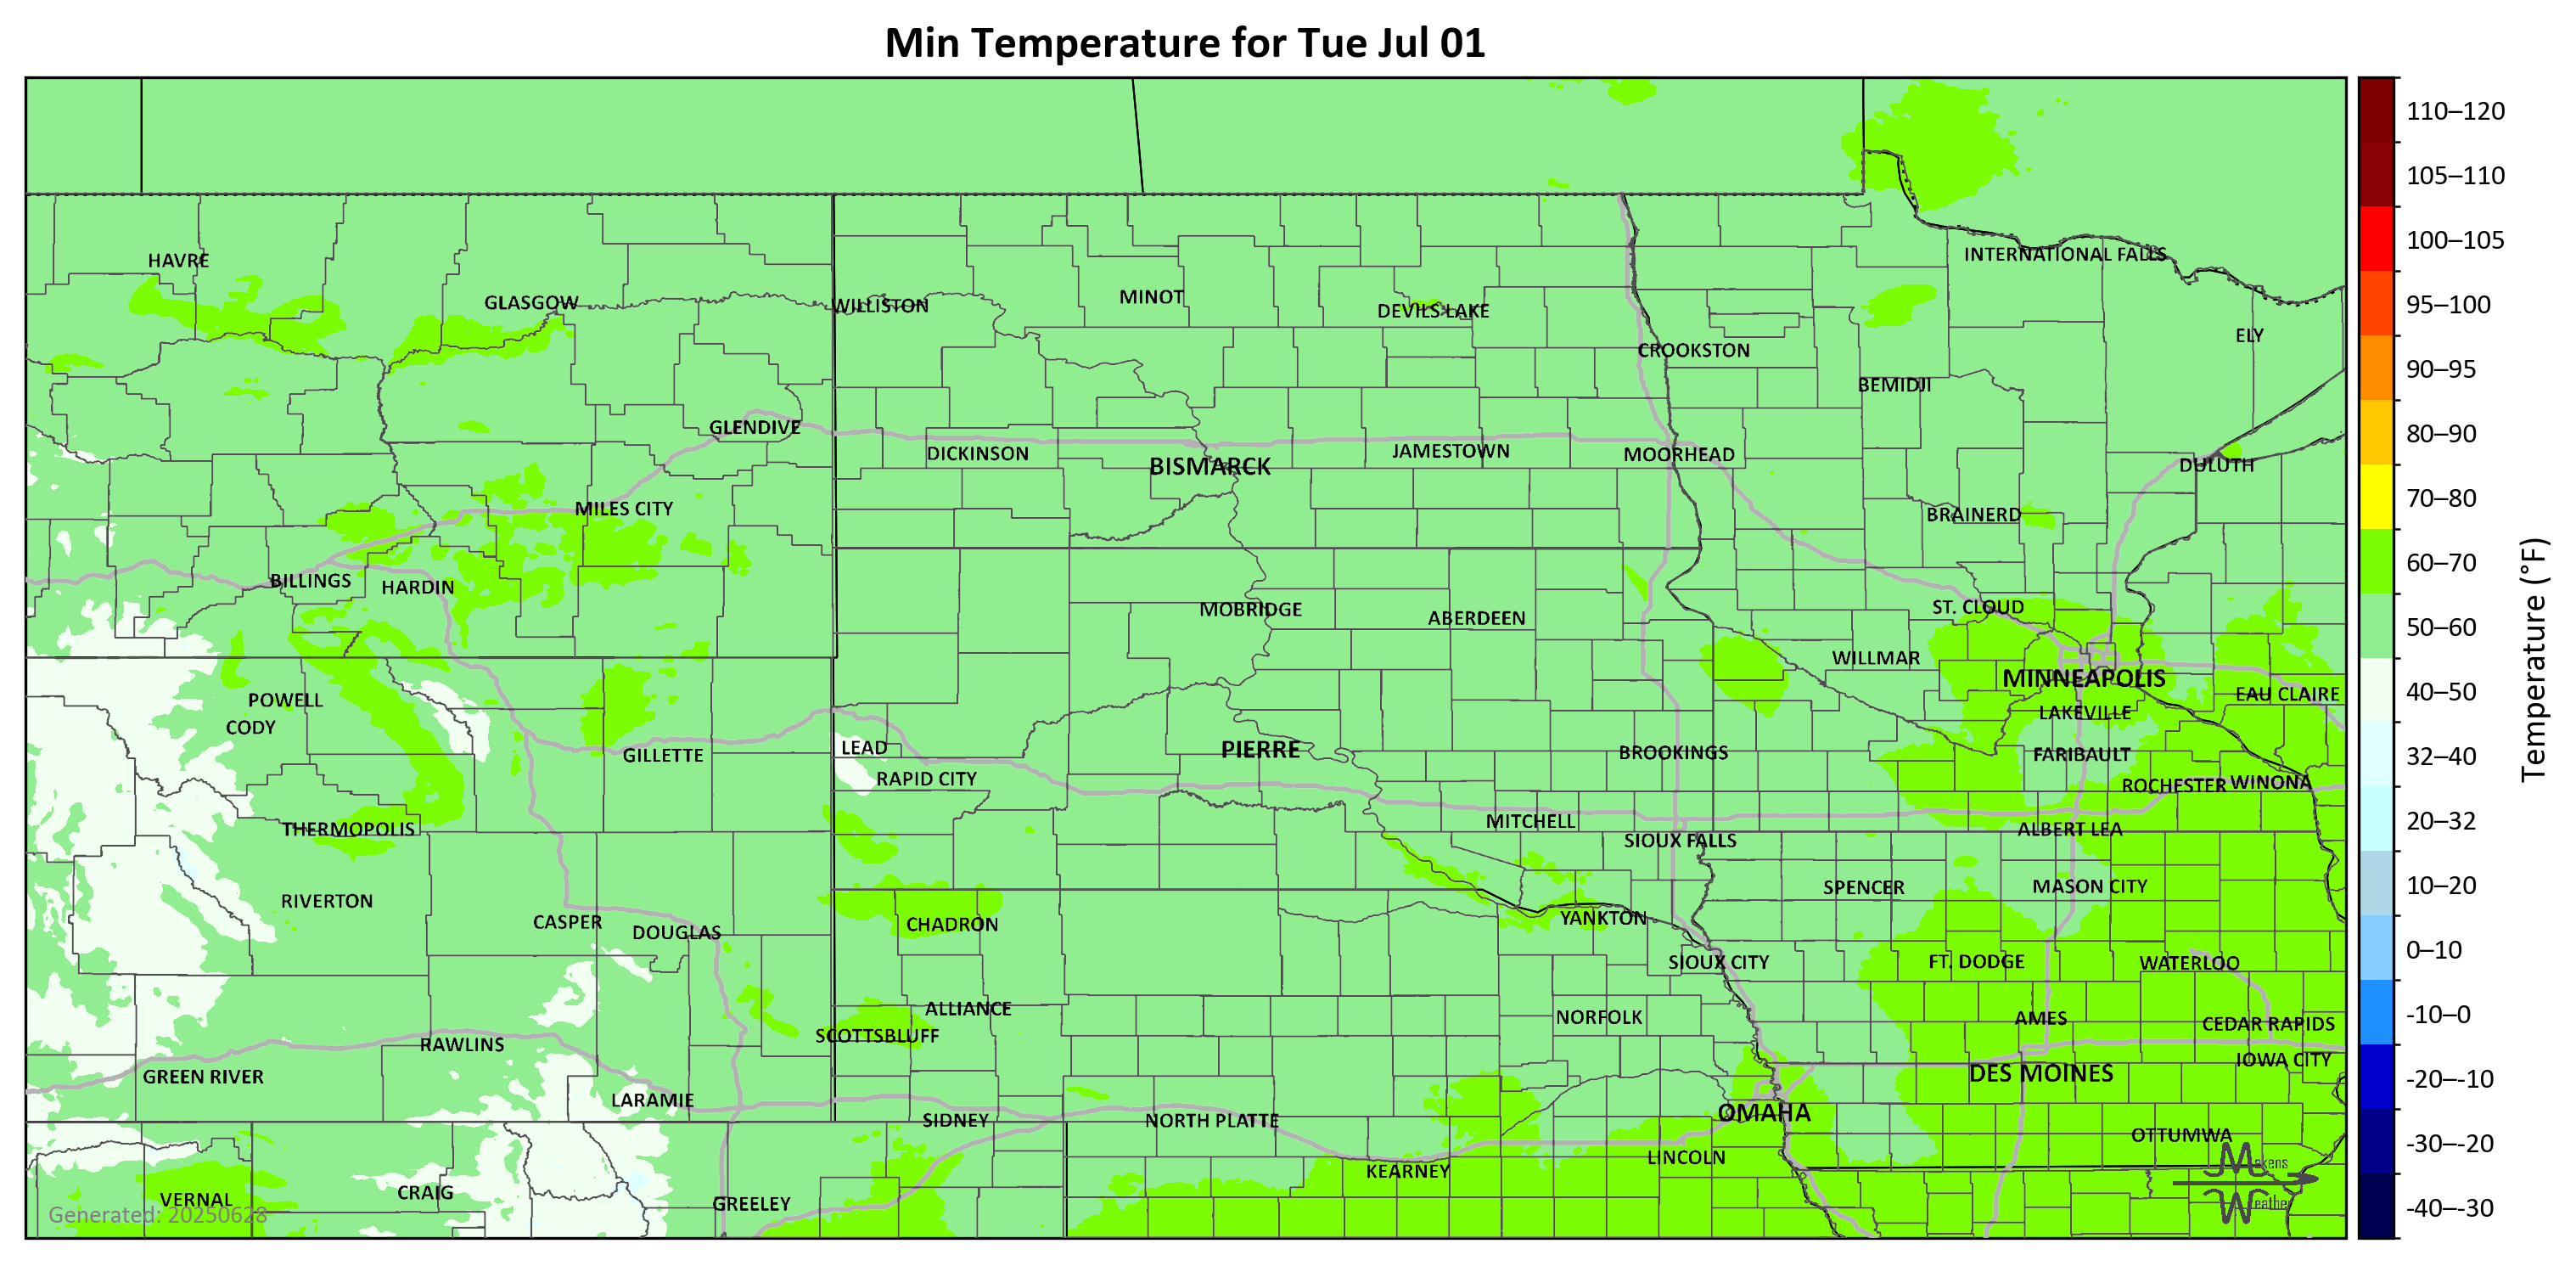 Min Temperature for Tue Jul 01
HAVRE
GLASGOW
WILLISTON
MINOT
DEVILS LAKE
INTERNATIONAL FALLS
CROOKSTON
ELY
BEMIDJI
GLENDIVE
DICKINSON
BISMARCK
JAMESTOWN
MOORHEAD
DULUTH
MILES CITY
BRAINERD
BILLINGS
HARDIN
MOBRIDGE
ABERDEEN
ST. CLOUD
WILLMAR
MINNEAPOLIS
EAU CLAIRE
POWELL
CODY
LAKEVILLE
GILLETTE
LEAD
RAPID CITY
PIERRE
BROOKINGS
FARIBAULT
ROCHESTER
WINONA
THERMOPOLIS
MITCHELL
SIOUX FALLS
ALBERT LEA
RIVERTON
CASPER
DOUGLAS
CHADRON
YANKTON
SPENCER
MASON CITY
SIOUX CITY
FT. DODGE
WATERLOO
ALLIANCE
SCOTTSBLUFF
NORFOLK
AMES
CEDAR RAPIDS
IOWA CITY
RAWLINS
GREEN RIVER
LARAMIE
SIDNEY
NORTH PLATTE
OMAHA
DES MOINES
OTTUMWA
KEARNEY
LINCOLN
VERNAL
CRAIG
GREELEY
Generated: 20250628
Makens
Weather
110–120
105–110
100–105
95–100
90–95
80–90
70–80
60–70
50–60
40–50
32–40
20–32
10–20
0–10
-10–0
-20–-10
-30–-20
-40–-30
Temperature (°F)